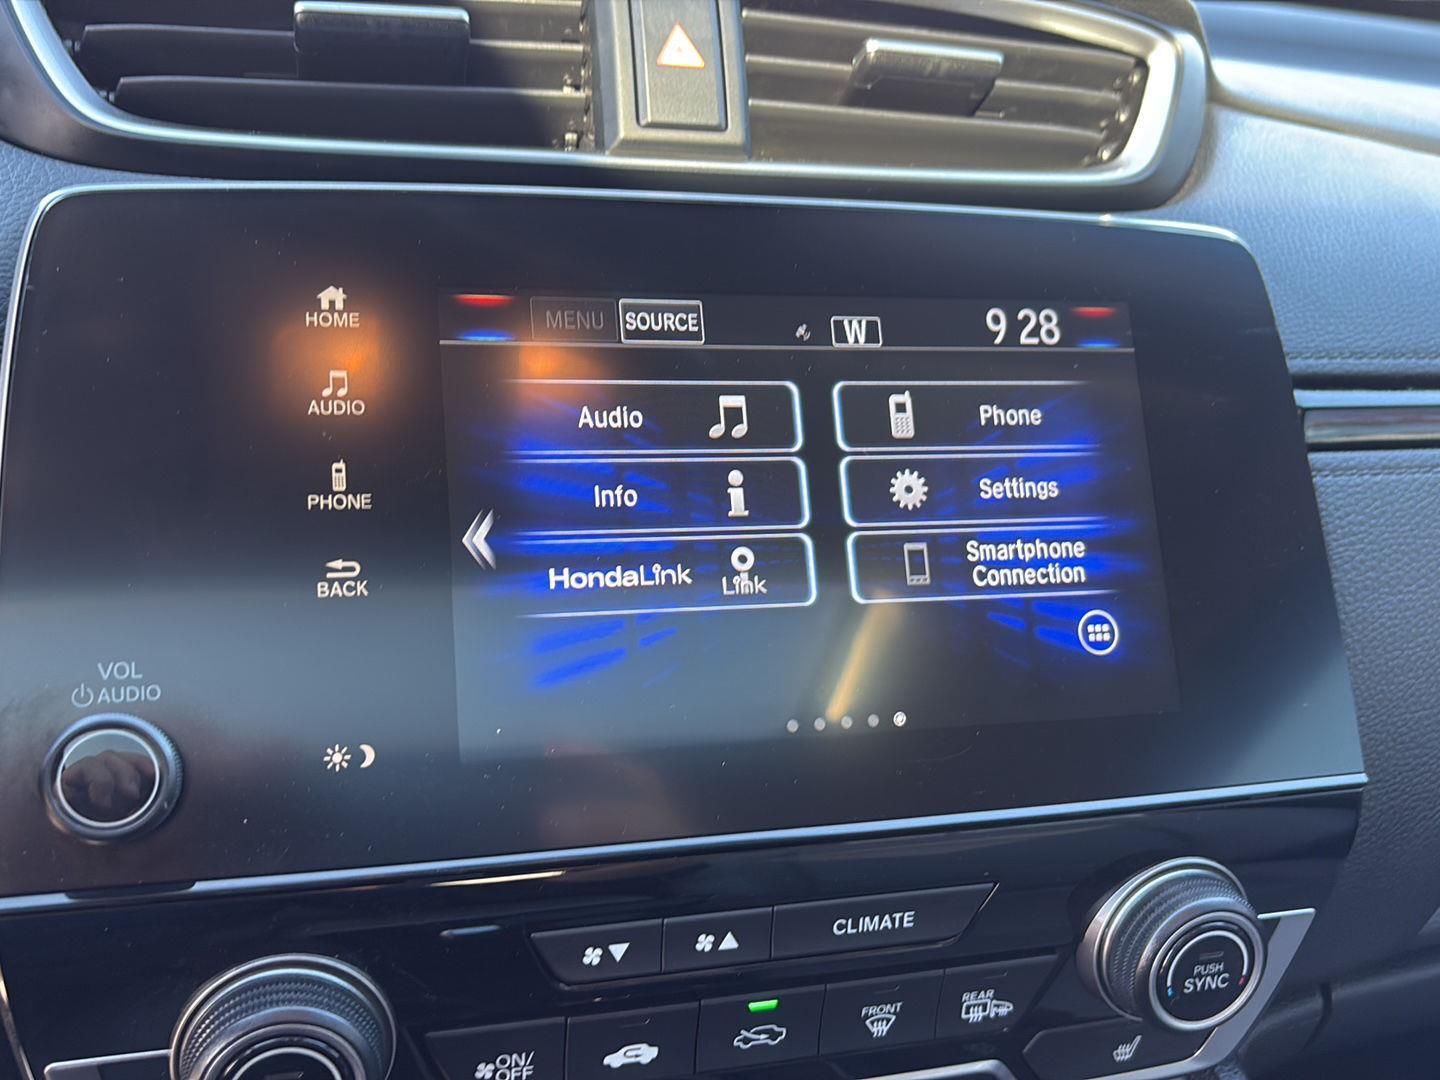 HOME
AUDIO
PHONE
BACK
VOL
AUDIO
MENU SOURCE W 9 28
Audio
Phone
Info
Settings
HondaLink
Link
Smartphone
Connection
CLIMATE
ON/
OFF
FRONT
REAR
PUSH
SYNC